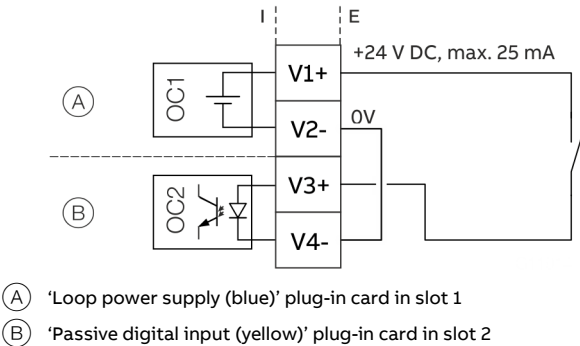 I E
+24 V DC, max. 25 mA
OC1
V1+
A
V2-
0V
OC2
V3+
B
V4-
A 'Loop power supply (blue)' plug-in card in slot 1
B 'Passive digital input (yellow)' plug-in card in slot 2